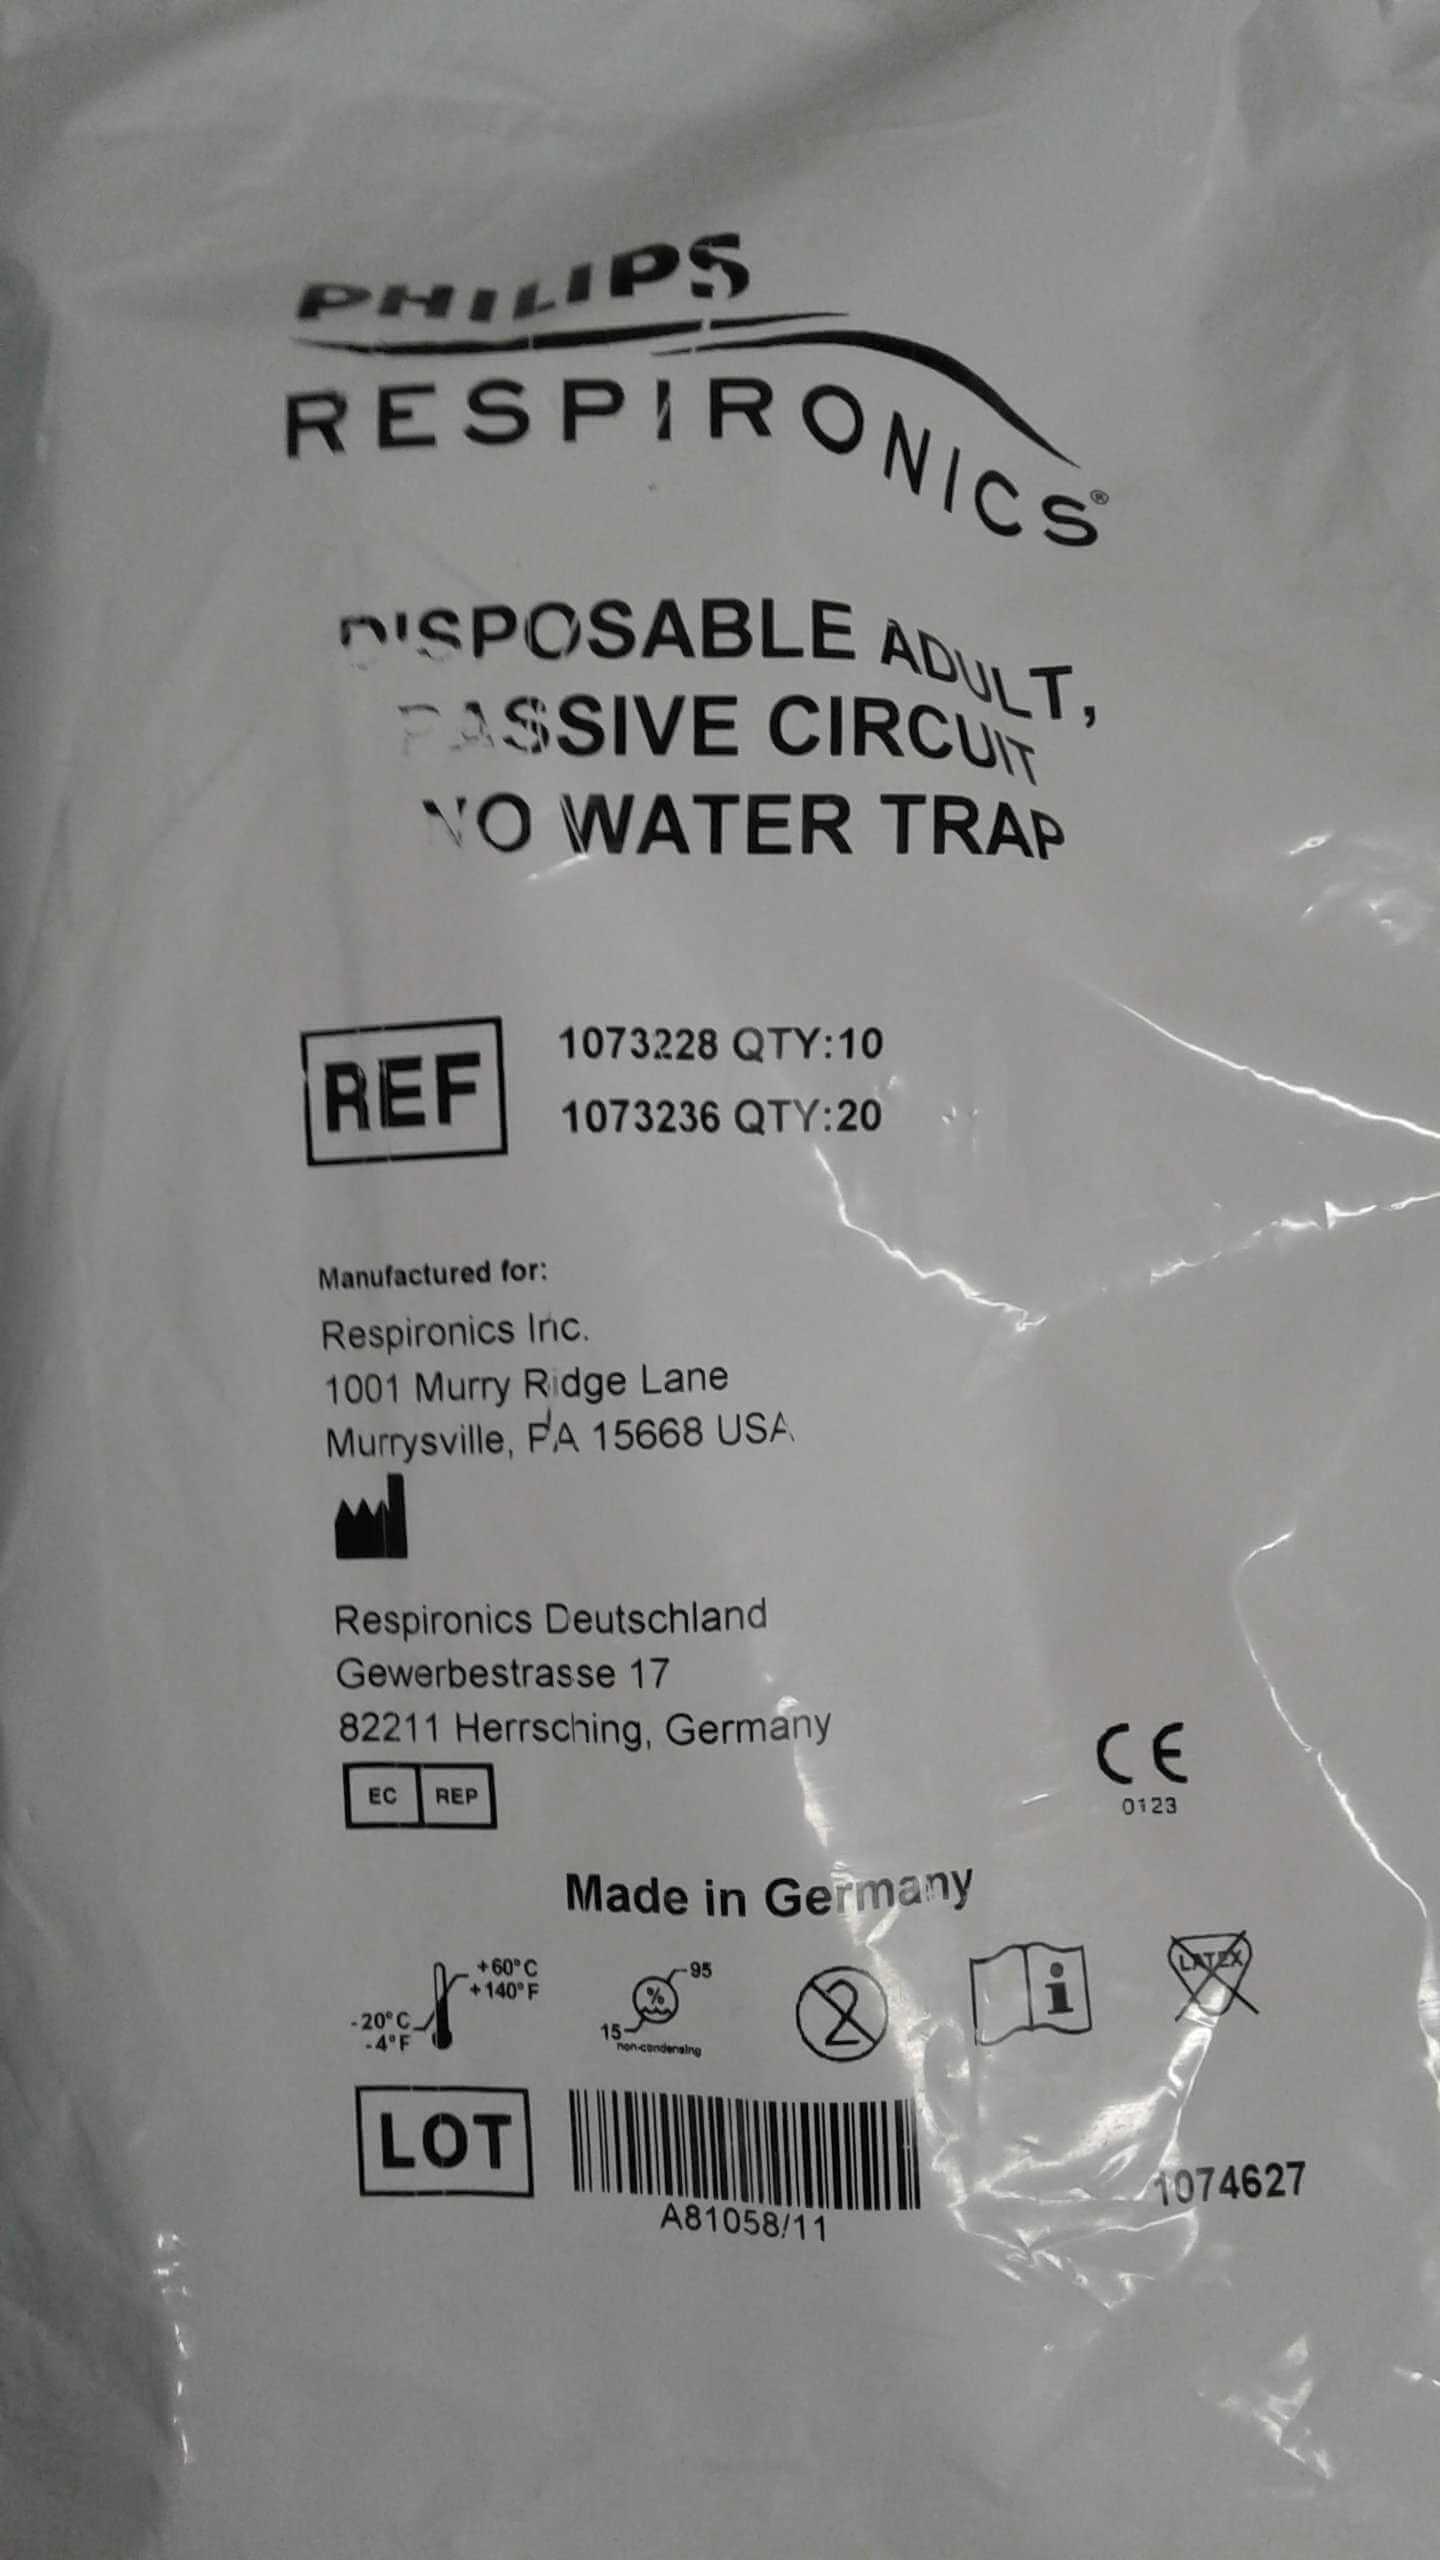 PHILIPS
RESPIRONICS®
DISPOSABLE ADULT,
PASSIVE CIRCUIT
NO WATER TRAP
REF
1073228 QTY:10
1073236 QTY:20
Manufactured for:
Respironics Inc.
1001 Murry Ridge Lane
Murrysville, PA 15668 USA
Respironics Deutschland
Gewerbestrasse 17
82211 Herrsching, Germany
EC REP
CE
0123
Made in Germany
+60°C
+140°F
-20°C
-4°F
95
%
15
non-condensing
2
i
LATEX
LOT
A81058/11
1074627